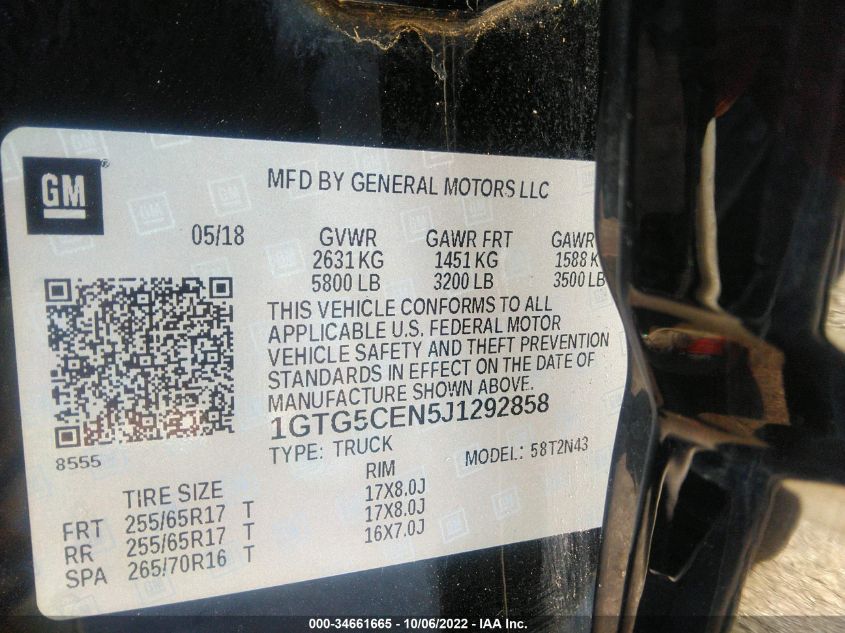 GM ®
MFD BY GENERAL MOTORS LLC
05/18 GVWR GAWR FRT GAWR
2631 KG 1451 KG 1588 K
5800 LB 3200 LB 3500 LB
THIS VEHICLE CONFORMS TO ALL
APPLICABLE U.S. FEDERAL MOTOR
VEHICLE SAFETY AND THEFT PREVENTION
STANDARDS IN EFFECT ON THE DATE OF
MANUFACTURE SHOWN ABOVE.
1GTG5CEN5J1292858
8555 TYPE: TRUCK MODEL: 58T2N43
TIRE SIZE RIM
FRT 255/65R17 T 17X8.0J
RR 255/65R17 T 17X8.0J
SPA 265/70R16 T 16X7.0J
000-34661665 - 10/06/2022 - IAA Inc.